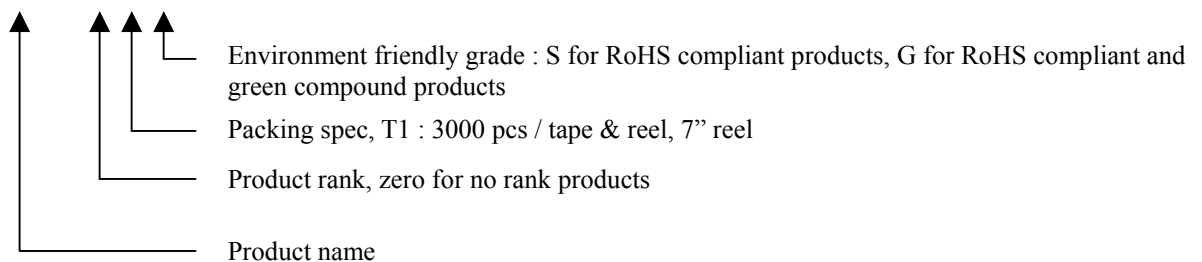 Environment friendly grade : S for RoHS compliant products, G for RoHS compliant and
green compound products
Packing spec, T1 : 3000 pcs / tape & reel, 7” reel
Product rank, zero for no rank products
Product name